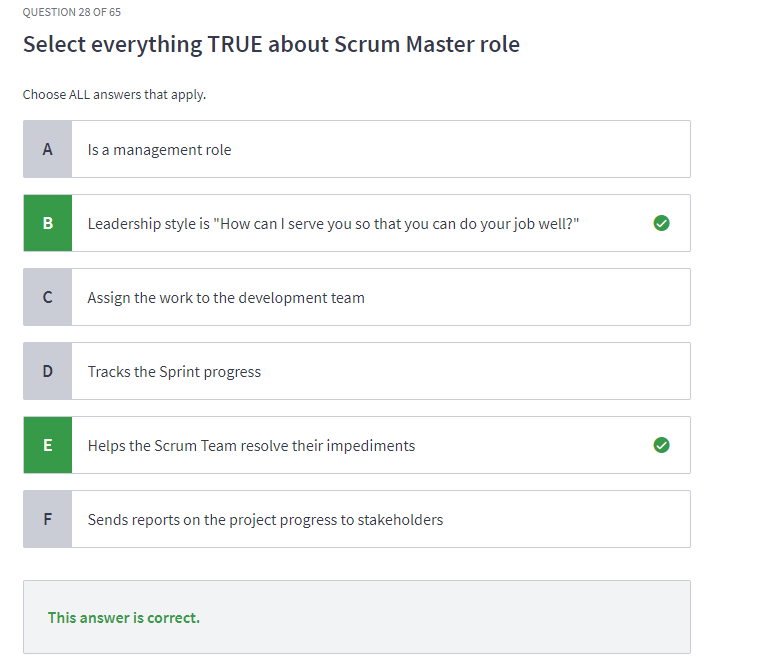 QUESTION 28 OF 65
Select everything TRUE about Scrum Master role
Choose ALL answers that apply.
A Is a management role
B Leadership style is "How can I serve you so that you can do your job well?"
C Assign the work to the development team
D Tracks the Sprint progress
E Helps the Scrum Team resolve their impediments
F Sends reports on the project progress to stakeholders
This answer is correct.